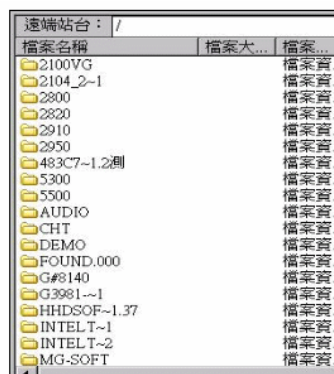 遠端站台： /
檔案名稱 檔案大... 檔案...
2100VG 檔案資
2104_2~1 檔案資
2800 檔案資
2820 檔案資
2910 檔案資
2950 檔案資
483C7~1.2測 檔案資
5300 檔案資
5500 檔案資
AUDIO 檔案資
CHT 檔案資
DEMO 檔案資
FOUND.000 檔案資
G#8140 檔案資
G3981-~1 檔案資
HHDSOF~1.37 檔案資
INTELT~1 檔案資
INTELT~2 檔案資
MG-SOFT 檔案資